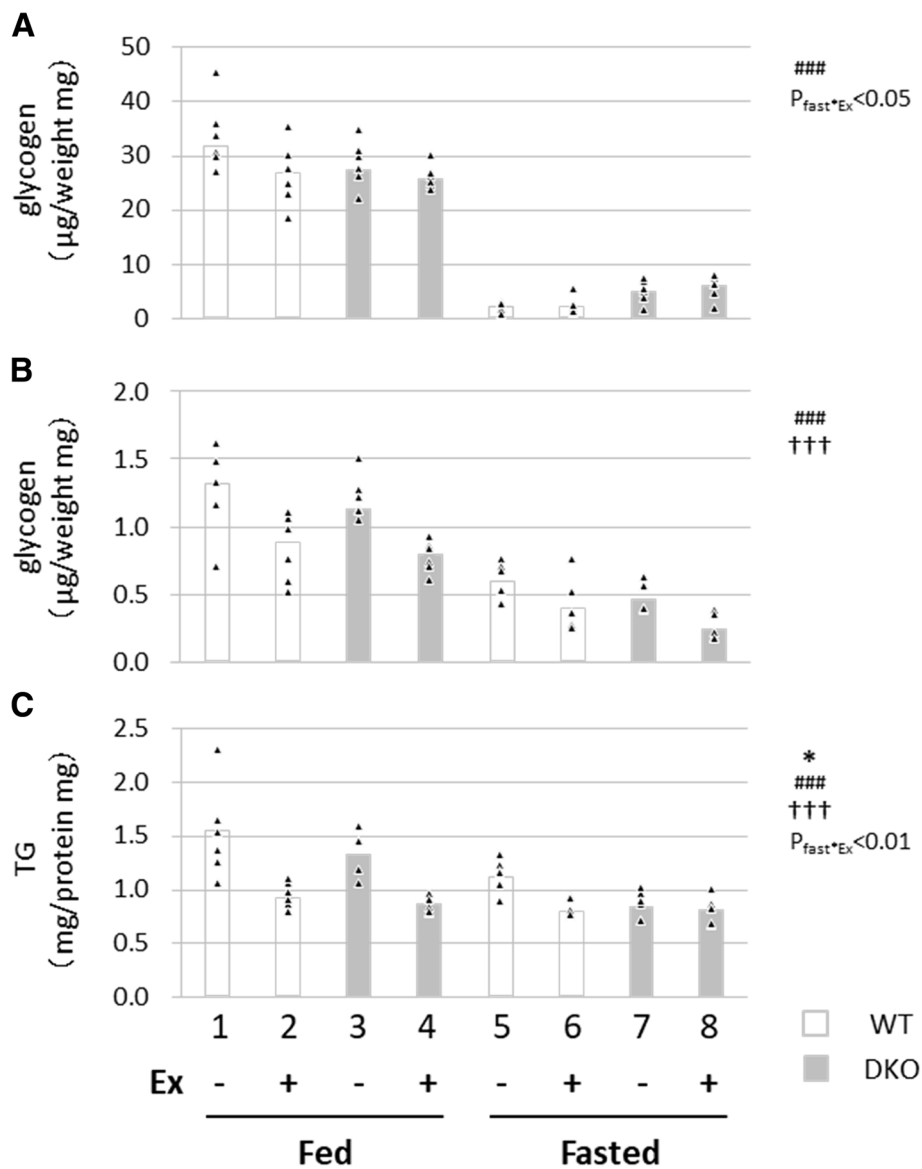 A
glycogen
(μg/weight mg)
50
40
30
20
10
0
###
Pfast*Ex<0.05
B
glycogen
(μg/weight mg)
2.0
1.5
1.0
0.5
0.0
###
†††
C
TG
(mg/protein mg)
2.5
2.0
1.5
1.0
0.5
0.0
*
###
†††
Pfast*Ex<0.01
1 2 3 4 5 6 7 8
Ex - + - + - + - +
Fed Fasted
WT
DKO